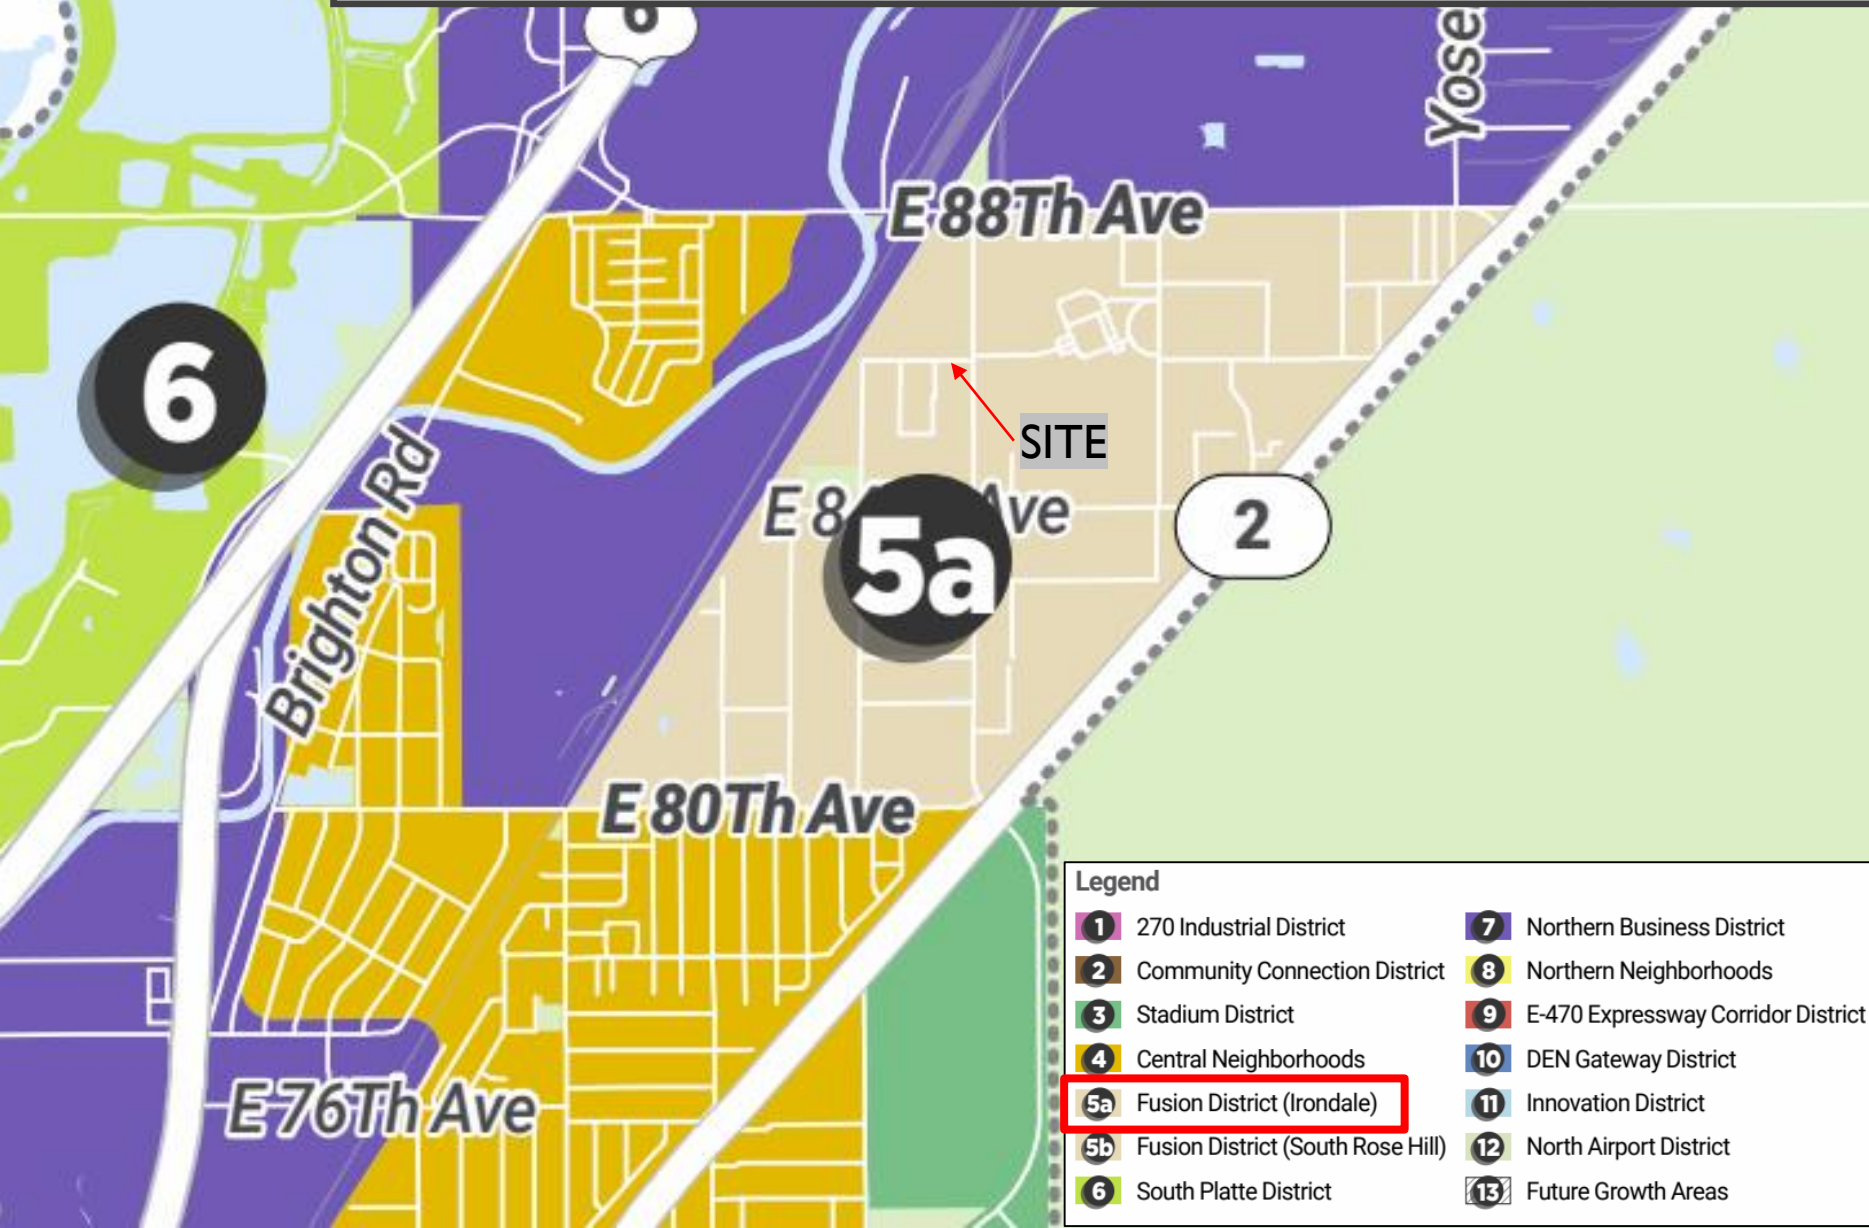 6
Yose
E 88Th Ave
6
SITE
Brighton Rd
E 8
Ve
5a
2
E 80Th Ave
E 76Th Ave
Legend
1 270 Industrial District
2 Community Connection District
3 Stadium District
4 Central Neighborhoods
5a Fusion District (Irondale)
5b Fusion District (South Rose Hill)
6 South Platte District
7 Northern Business District
8 Northern Neighborhoods
9 E-470 Expressway Corridor District
10 DEN Gateway District
11 Innovation District
12 North Airport District
13 Future Growth Areas